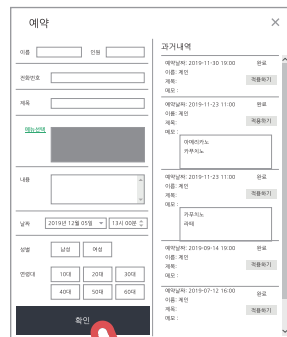 예약
이름
인원
전화번호
제목
메뉴선택
내용
날짜
2019년 12월 05일
13시 00분
성별
남성
여성
연령대
10대
20대
30대
40대
50대
60대
확인
과거내역
예약날짜: 2019-11-30 19:00 완료
이름: 제인
제목:
적용하기
메모 :
예약날짜: 2019-11-23 11:00 완료
이름: 제인
제목:
적용하기
메모 :
아메리카노
카푸치노
예약날짜: 2019-11-23 11:00 완료
이름: 제인
제목:
적용하기
메모 :
카푸치노
라떼
예약날짜: 2019-09-14 19:00 완료
이름: 제인
제목:
적용하기
메모 :
예약날짜: 2019-07-12 16:00 완료
이름: 제인
제목:
적용하기
메모 :